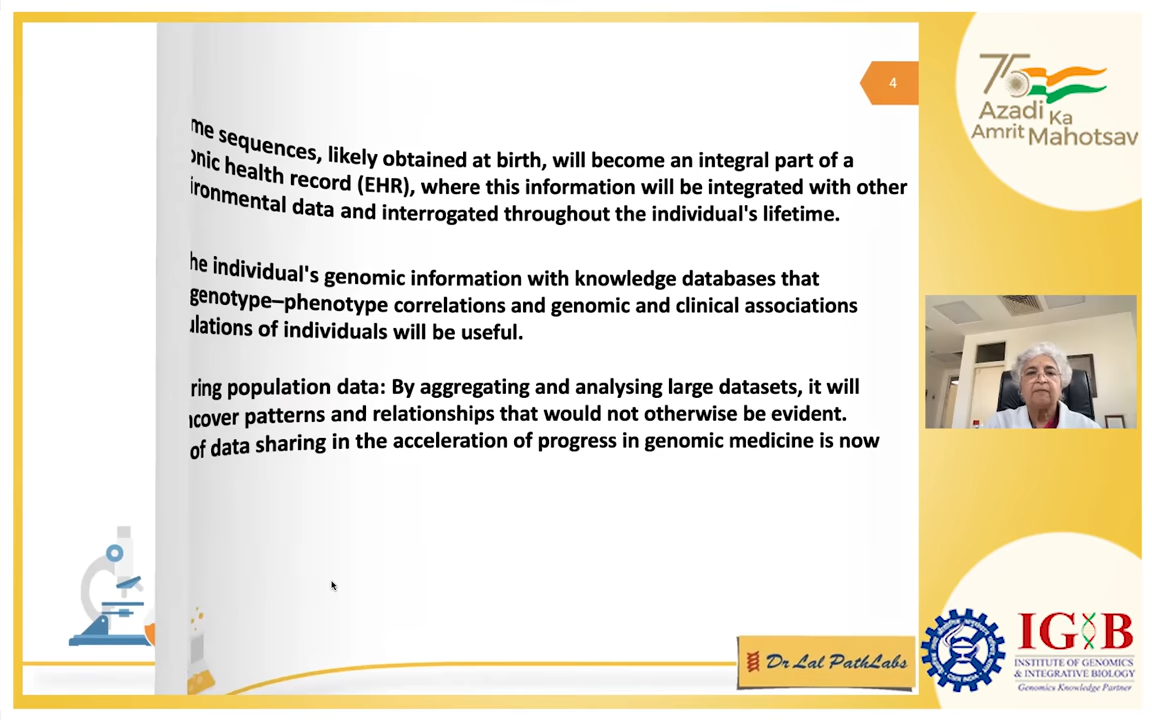 4
me sequences, likely obtained at birth, will become an integral part of a
onic health record (EHR), where this information will be integrated with other
ironmental data and interrogated throughout the individual's lifetime.
he individual's genomic information with knowledge databases that
genotype–phenotype correlations and genomic and clinical associations
ulations of individuals will be useful.
ring population data: By aggregating and analysing large datasets, it will
ncover patterns and relationships that would not otherwise be evident.
of data sharing in the acceleration of progress in genomic medicine is now
Dr Lal PathLabs
75
Azadi Ka
Amrit Mahotsav
IGIB
INSTITUTE OF GENOMICS
& INTEGRATIVE BIOLOGY
Genomics Knowledge Partner